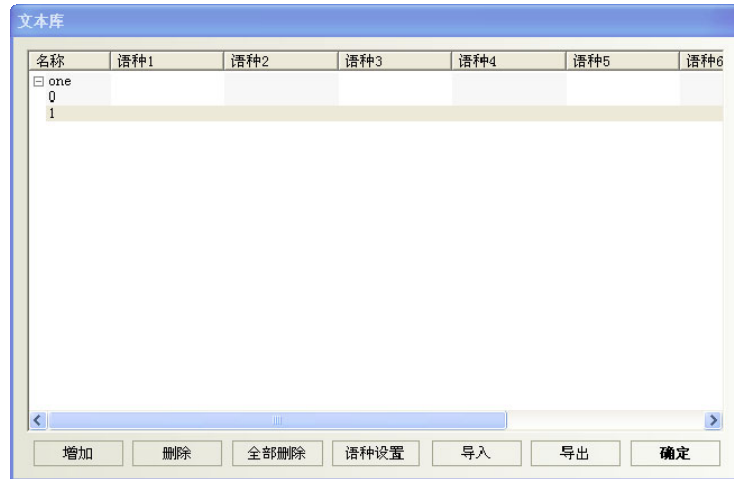 文本库
名称 语种1 语种2 语种3 语种4 语种5 语种6
one
0
1
增加 删除 全部删除 语种设置 导入 导出 确定